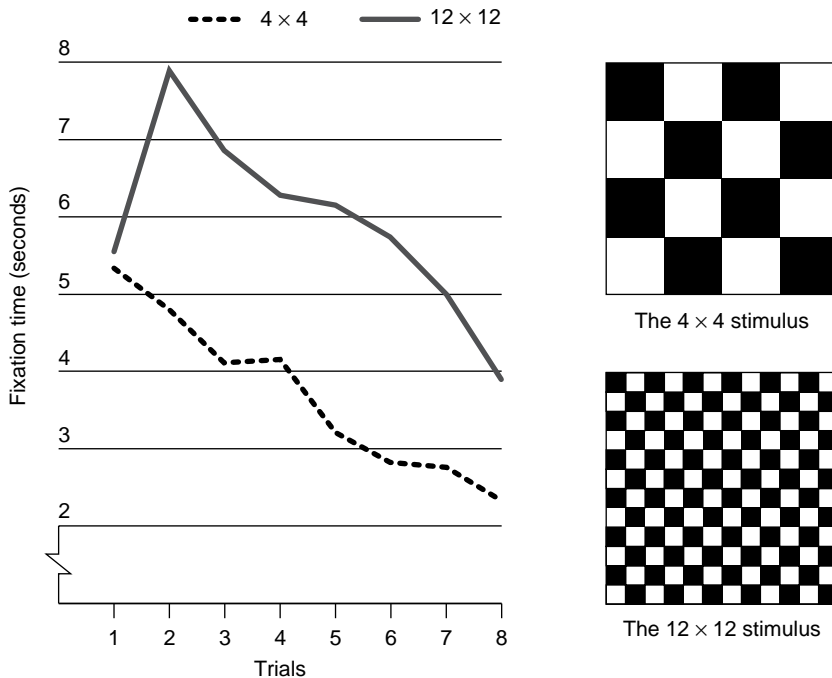 4 × 4
12 × 12
8
7
6
5
4
3
2
Fixation time (seconds)
1 2 3 4 5 6 7 8
Trials
The 4 × 4 stimulus
The 12 × 12 stimulus